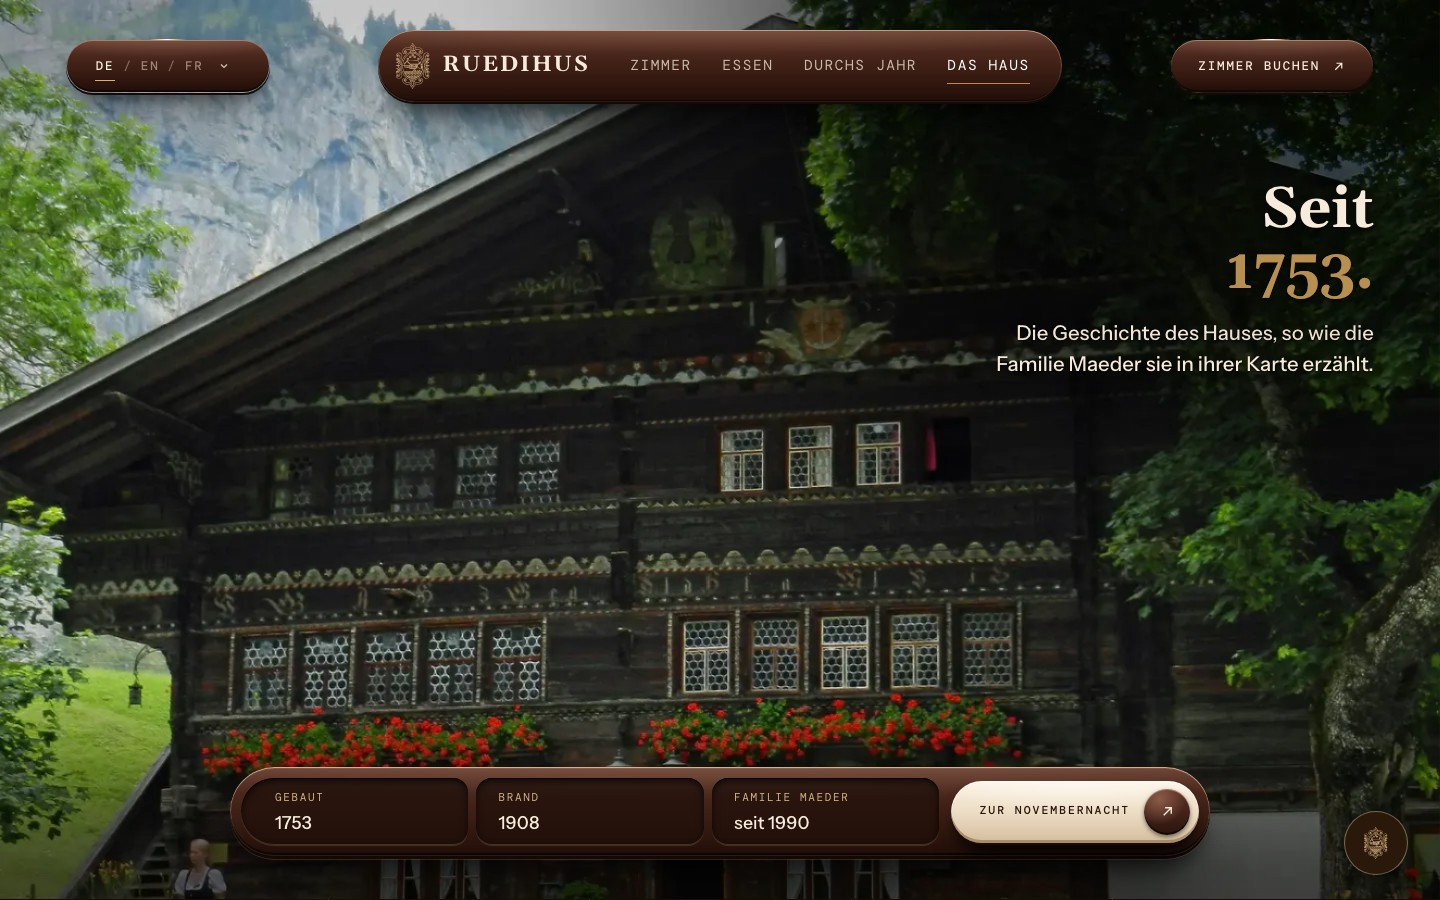 DE / EN / FR
RUEDIHUS
ZIMMER
ESSEN
DURCHS JAHR
DAS HAUS
ZIMMER BUCHEN
Seit
1753.
Die Geschichte des Hauses, so wie die
Familie Maeder sie in ihrer Karte erzählt.
GEBAUT
1753
BRAND
1908
FAMILIE MAEDER
seit 1990
ZUR NOVEMBERNACHT